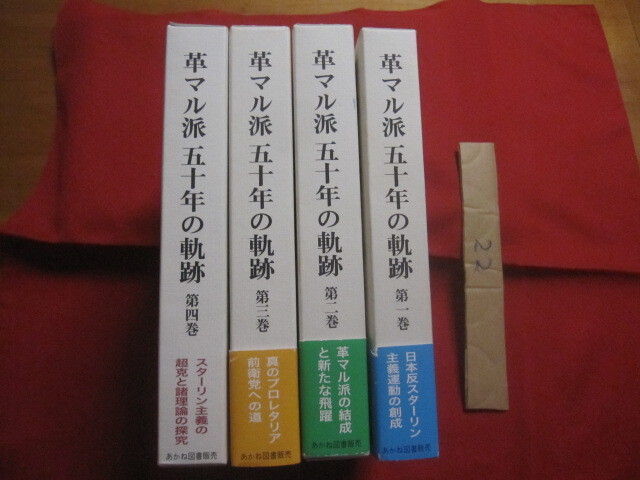 革マル派 五十年の軌跡 第四巻
スターリン主義の
超克と諸理論の探究
あかね図書販売
革マル派 五十年の軌跡 第三巻
真のプロレタリア
前衛党への道
あかね図書販売
革マル派 五十年の軌跡 第二巻
革マル派の結成
と新たな飛躍
あかね図書販売
革マル派 五十年の軌跡 第一巻
日本反スターリン
主義運動の創成
あかね図書販売
22